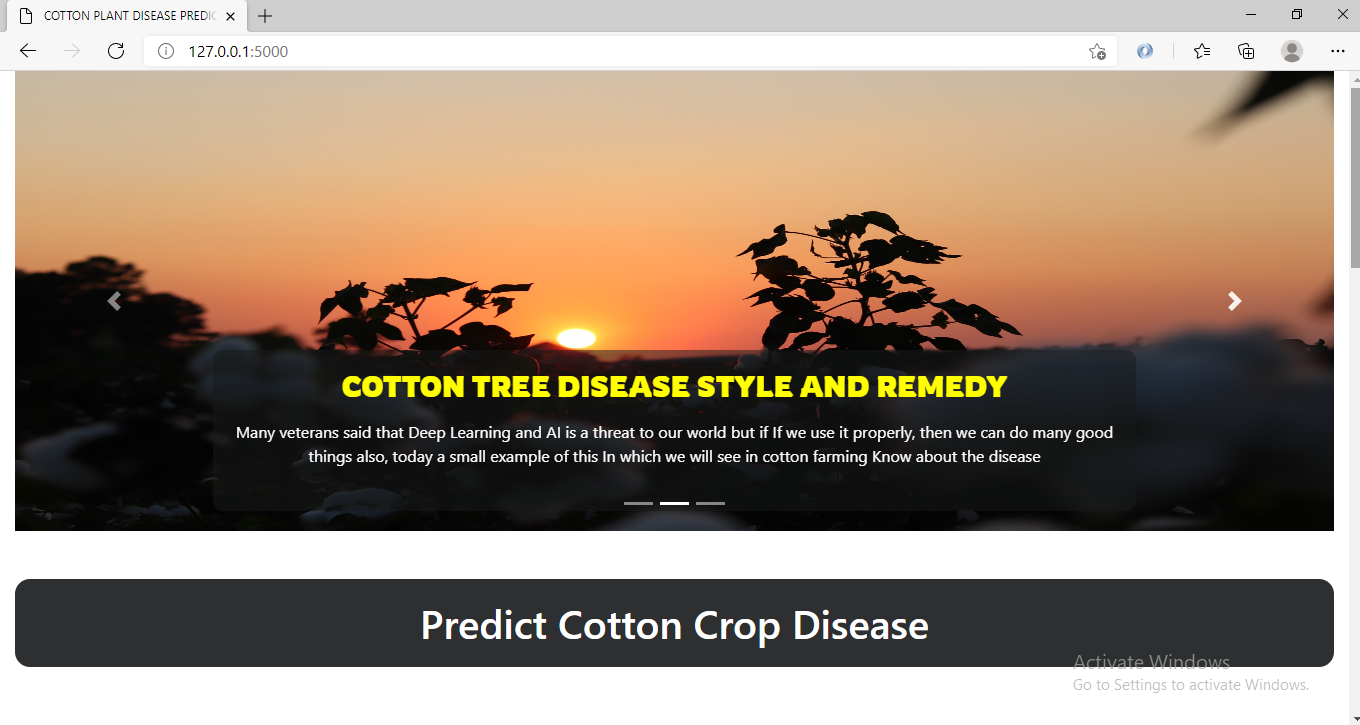 COTTON PLANT DISEASE PREDIC
127.0.0.1:5000
COTTON TREE DISEASE STYLE AND REMEDY
Many veterans said that Deep Learning and AI is a threat to our world but if If we use it properly, then we can do many good
things also, today a small example of this In which we will see in cotton farming Know about the disease
Predict Cotton Crop Disease
Activate Windows
Go to Settings to activate Windows.